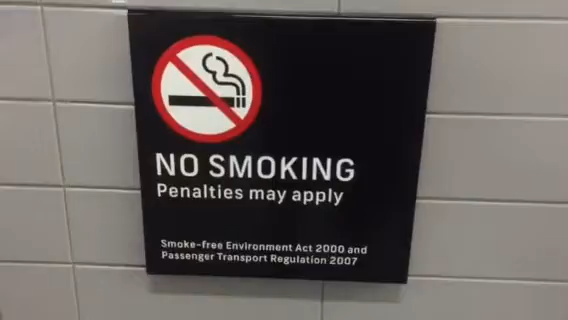 NO SMOKING
Penalties may apply
Smoke-free Environment Act 2000 and
Passenger Transport Regulation 2007